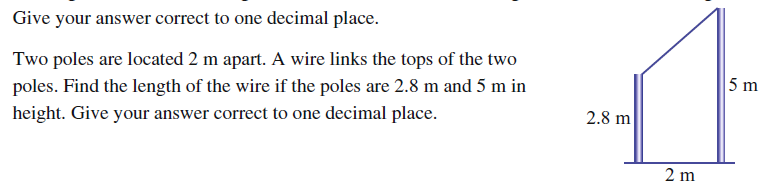 Give your answer correct to one decimal place.
Two poles are located 2 m apart. A wire links the tops of the two
poles. Find the length of the wire if the poles are 2.8 m and 5 m in
height. Give your answer correct to one decimal place.
5 m
2.8 m
2 m